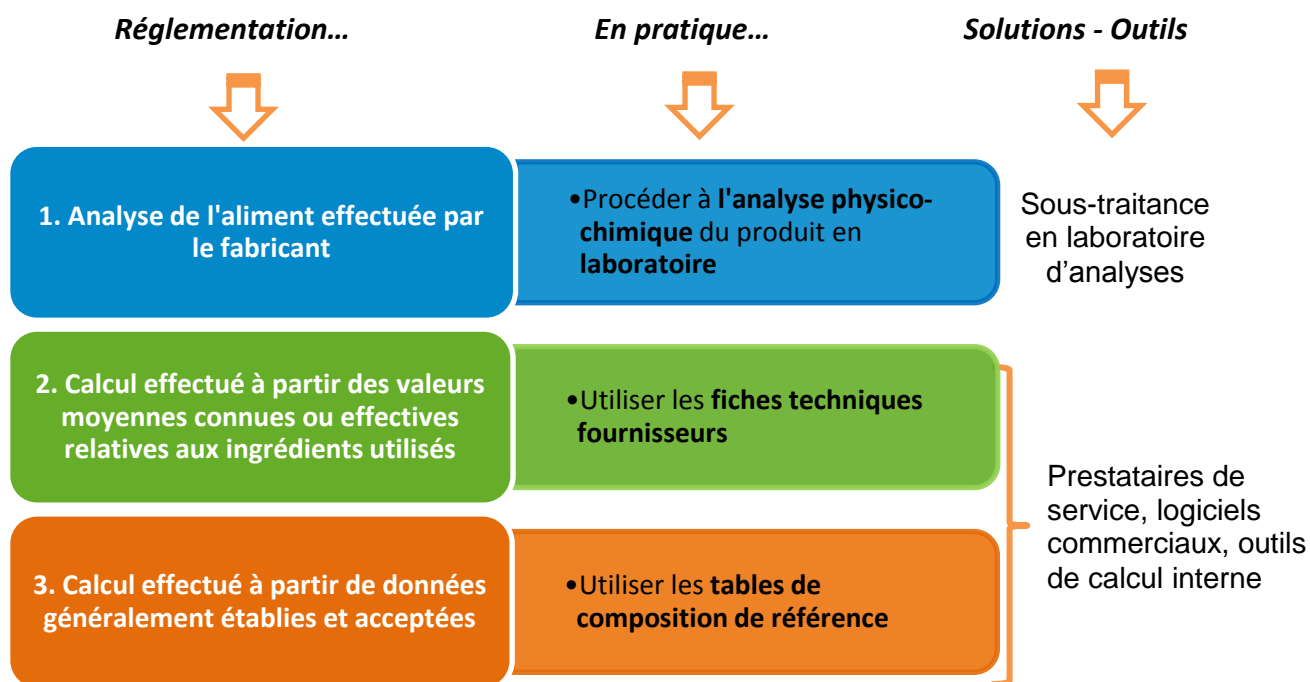 Réglementation…
En pratique…
Solutions - Outils
1. Analyse de l'aliment effectuée par
le fabricant
•Procéder à l'analyse physico-
chimique du produit en
laboratoire
Sous-traitance
en laboratoire
d’analyses
2. Calcul effectué à partir des valeurs
moyennes connues ou effectives
relatives aux ingrédients utilisés
•Utiliser les fiches techniques
fournisseurs
3. Calcul effectué à partir de données
généralement établies et acceptées
•Utiliser les tables de
composition de référence
Prestataires de
service, logiciels
commerciaux, outils
de calcul interne